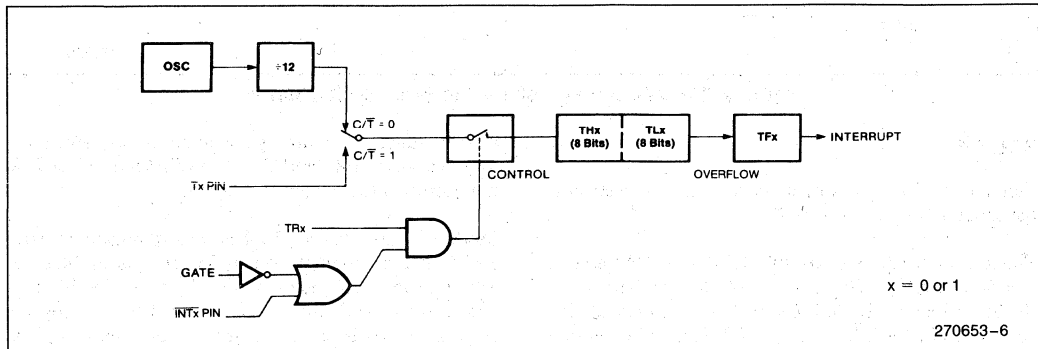 OSC
÷12
C/T̅ = 0
C/T̅ = 1
Tx PIN
CONTROL
THx
(8 Bits)
TLx
(8 Bits)
OVERFLOW
TFx
INTERRUPT
TRx
GATE
I̅N̅T̅x̅ PIN
x = 0 or 1
270653-6